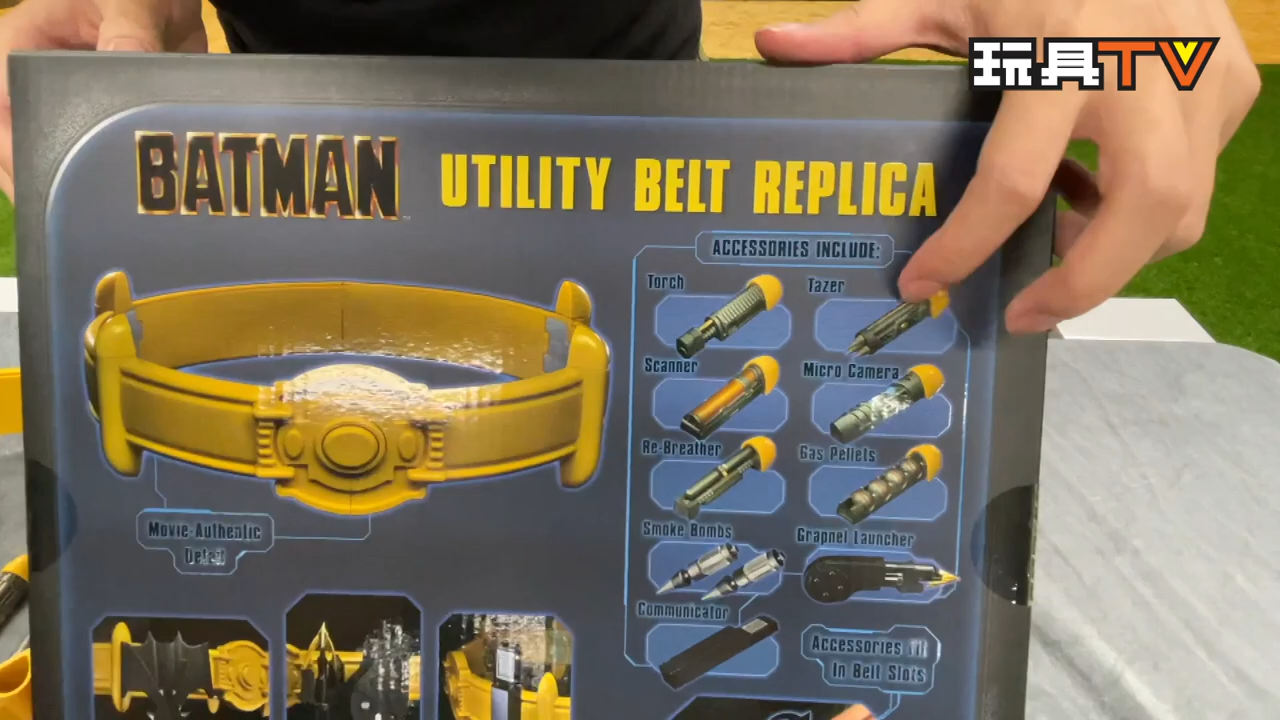 玩具TV
BATMAN
UTILITY BELT REPLICA
ACCESSORIES INCLUDE:
Torch
Tazer
Scanner
Micro Camera
Re-Breather
Gas Pellets
Smoke Bombs
Grapnel Launcher
Communicator
Movie-Authentic
Detail
Accessories fit
In Belt Slots